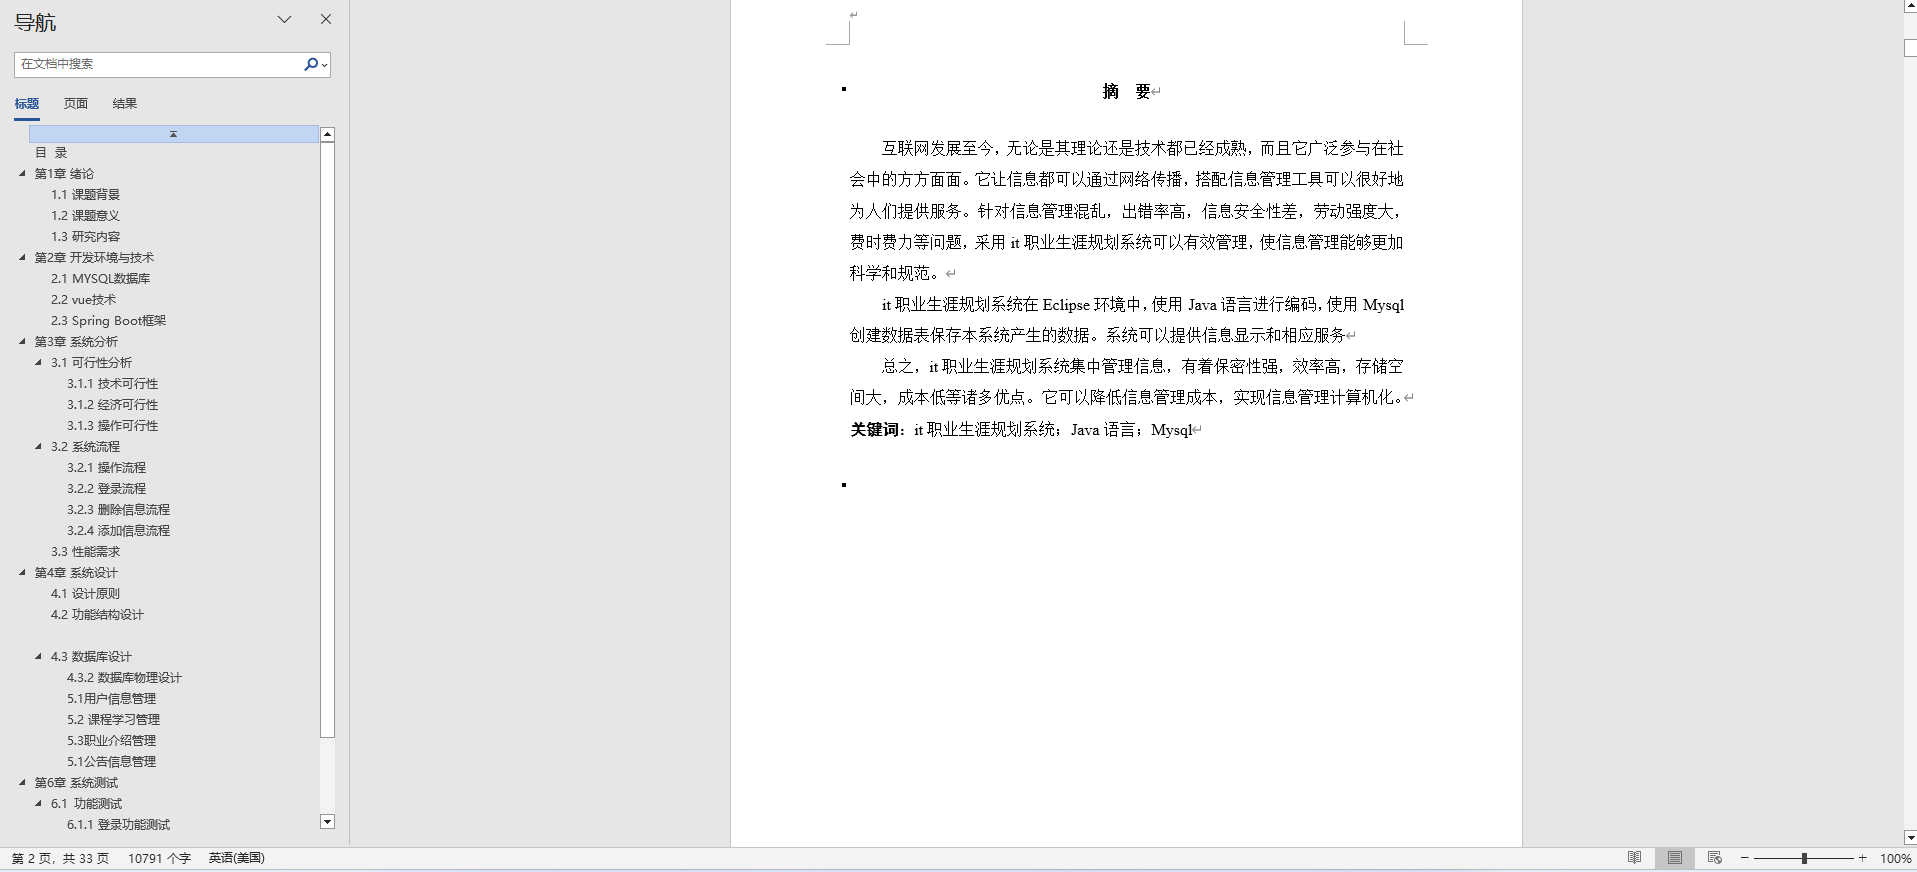 导航
在文档中搜索
标题 页面 结果
目 录
第1章 绪论
1.1 课题背景
1.2 课题意义
1.3 研究内容
第2章 开发环境与技术
2.1 MYSQL数据库
2.2 vue技术
2.3 Spring Boot框架
第3章 系统分析
3.1 可行性分析
3.1.1 技术可行性
3.1.2 经济可行性
3.1.3 操作可行性
3.2 系统流程
3.2.1 操作流程
3.2.2 登录流程
3.2.3 删除信息流程
3.2.4 添加信息流程
3.3 性能需求
第4章 系统设计
4.1 设计原则
4.2 功能结构设计
4.3 数据库设计
4.3.2 数据库物理设计
5.1用户信息管理
5.2 课程学习管理
5.3职业介绍管理
5.1公告信息管理
第6章 系统测试
6.1 功能测试
6.1.1 登录功能测试
摘 要
互联网发展至今，无论是其理论还是技术都已经成熟，而且它广泛参与在社
会中的方方面面。它让信息都可以通过网络传播，搭配信息管理工具可以很好地
为人们提供服务。针对信息管理混乱，出错率高，信息安全性差，劳动强度大，
费时费力等问题，采用 it 职业生涯规划系统可以有效管理，使信息管理能够更加
科学和规范。
it 职业生涯规划系统在 Eclipse 环境中，使用 Java 语言进行编码，使用 Mysql
创建数据表保存本系统产生的数据。系统可以提供信息显示和相应服务
总之，it 职业生涯规划系统集中管理信息，有着保密性强，效率高，存储空
间大，成本低等诸多优点。它可以降低信息管理成本，实现信息管理计算机化。
关键词：it 职业生涯规划系统；Java 语言；Mysql
第 2 页，共 33 页 10791 个字 英语(美国) 100%